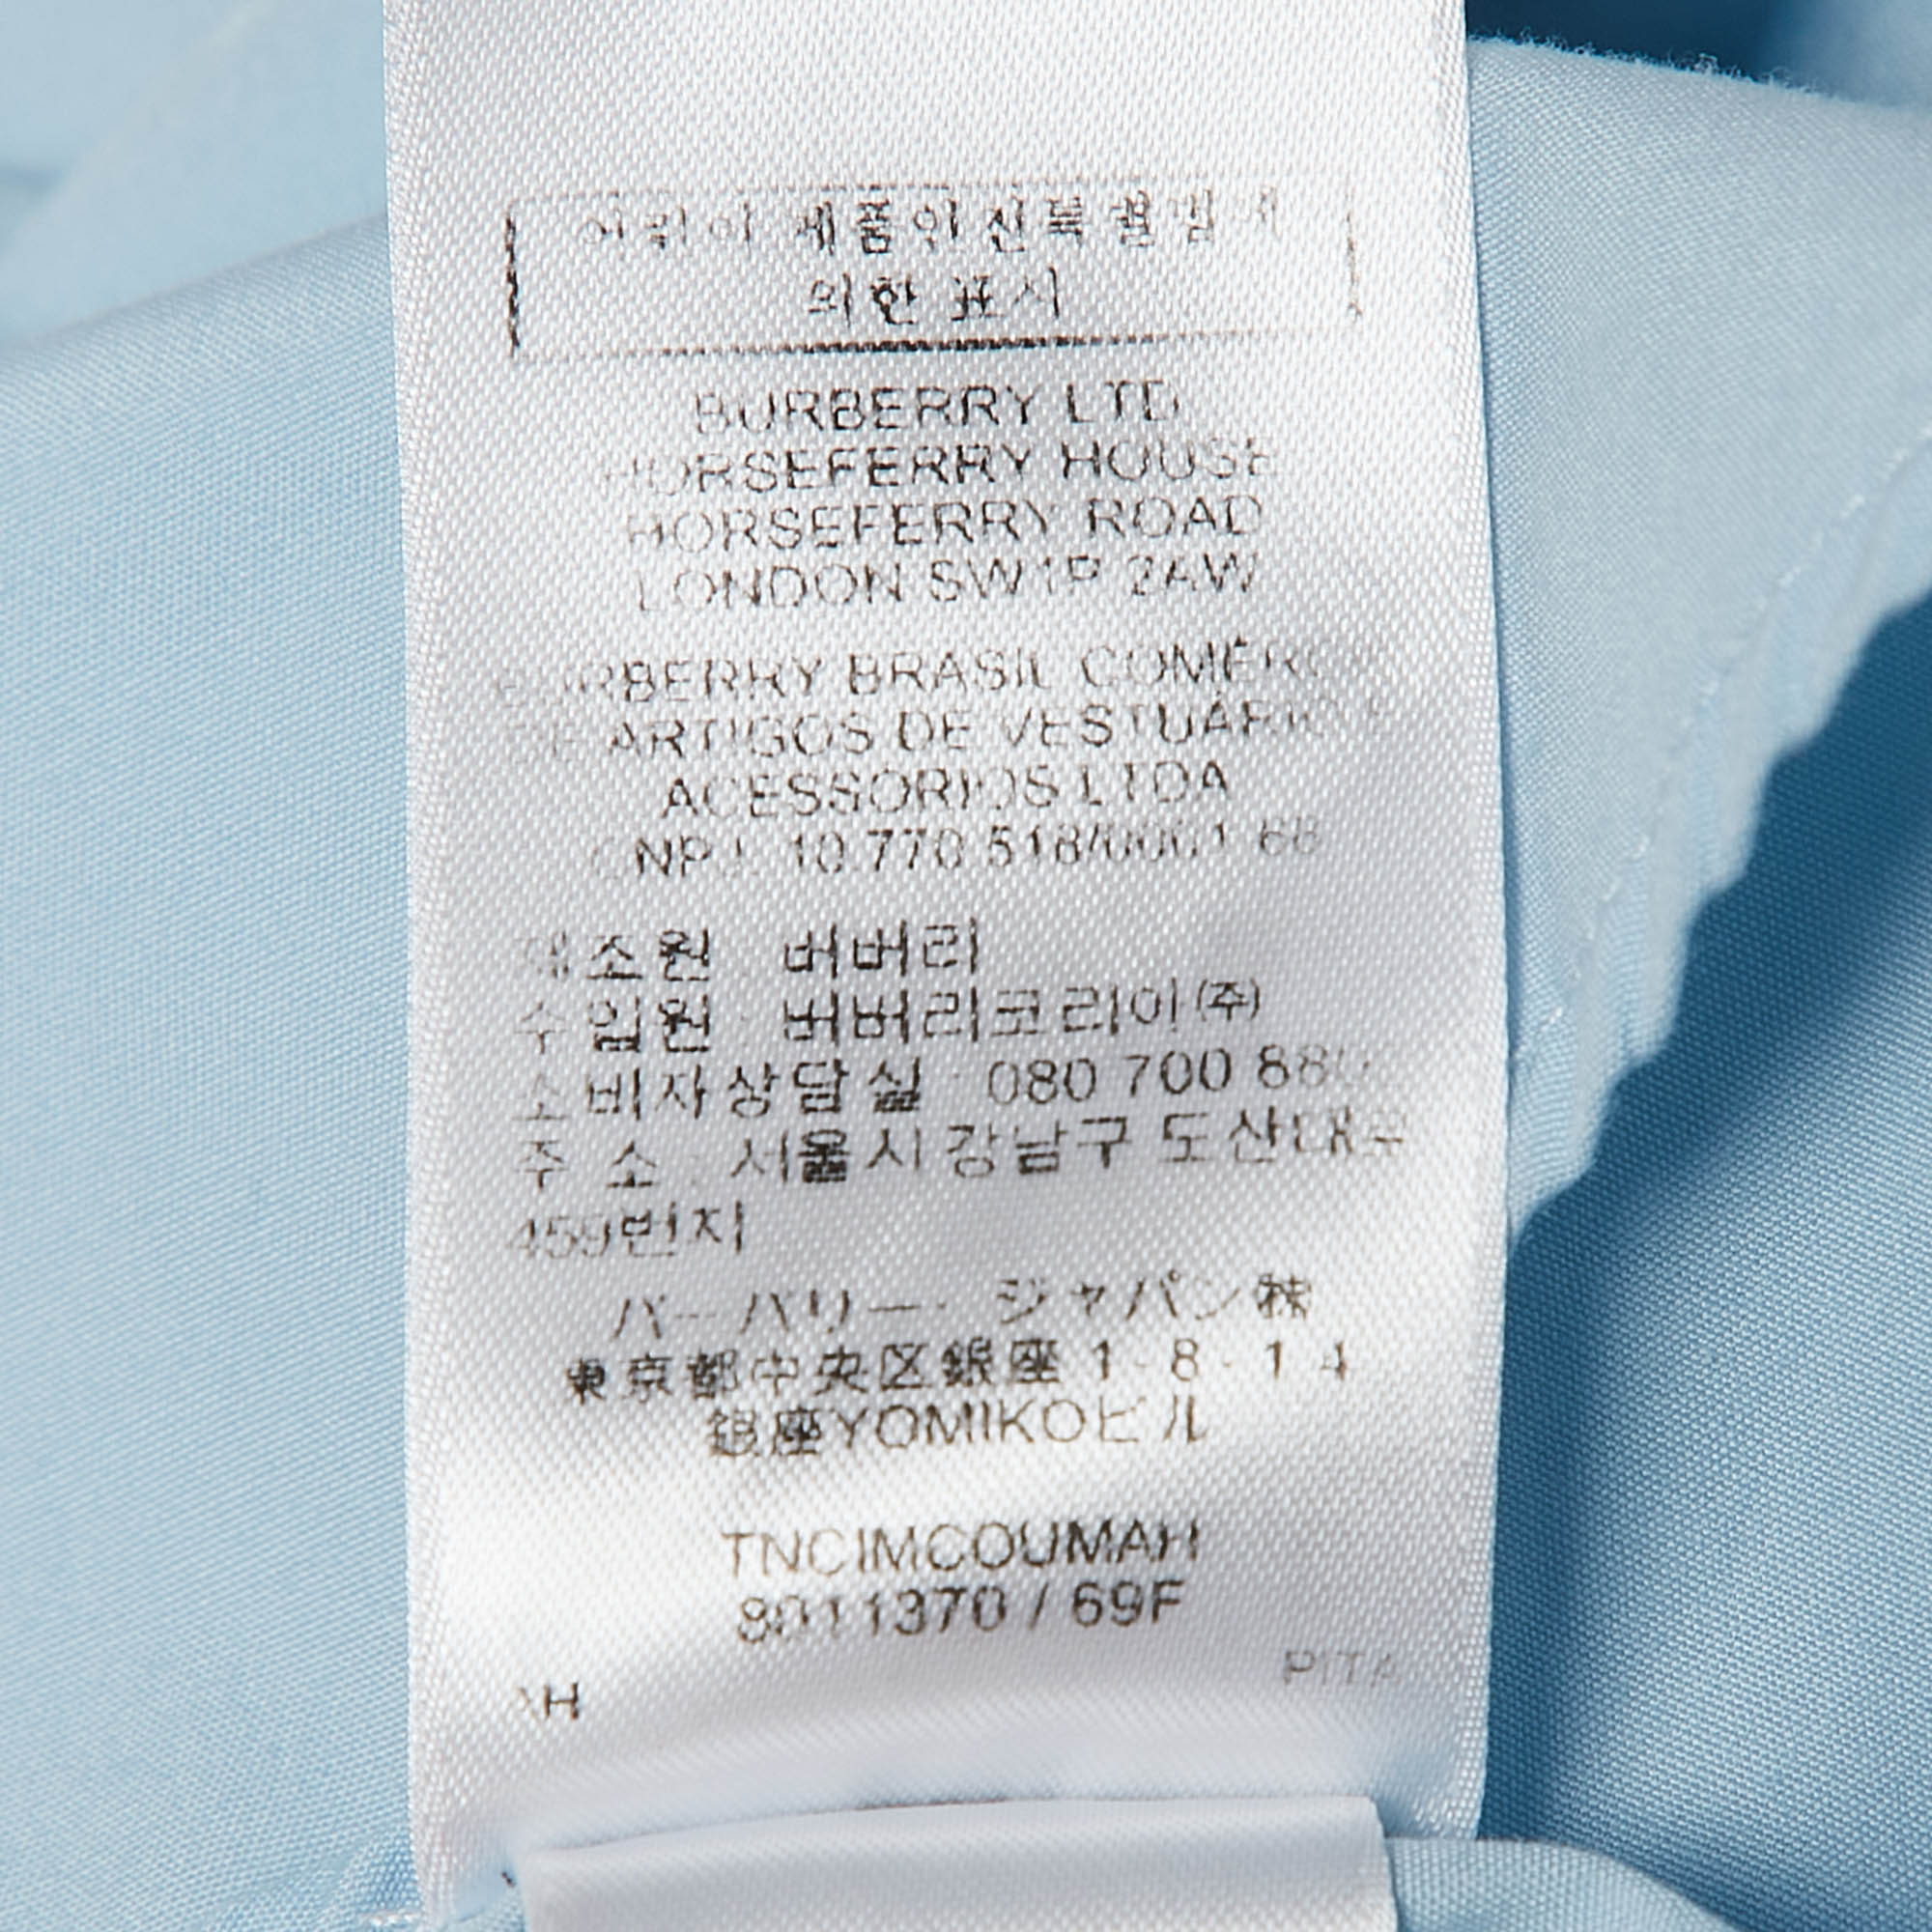 어린이 제품안전특별법에
의한 표시
BURBERRY LTD
HORSEFERRY HOUSE
HORSEFERRY ROAD
LONDON SW1P 2AW
BURBERRY BRASIL COMÉRC
DE ARTIGOS DE VESTUÁRIO E
ACESSORIOS LTDA
CNPJ. 10.770.518/0001
제조원 버버리
수입원 : 버버리코리아(주)
소비자상담실 : 080 700
주 소 : 서울시 강남구 도산대로
459번지
バーバリー・ジャパン㈱
東京都中央区銀座1-8-14
銀座YOMIKOビル
TNCIMCOUMAH
8011370 / 69F
PITA